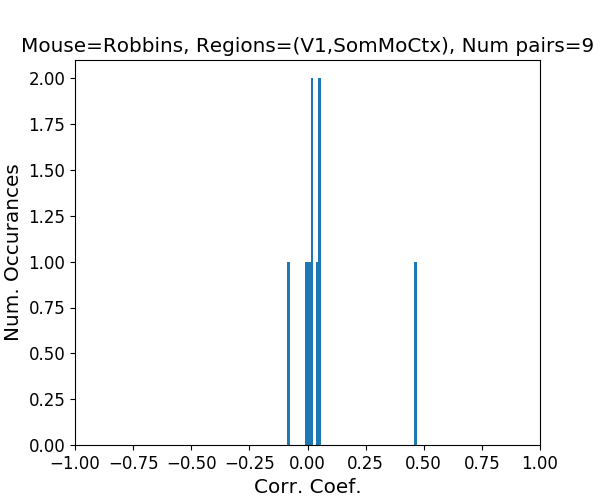 Mouse=Robbins, Regions=(V1,SomMoCtx), Num pairs=9
2.00
1.75
1.50
1.25
1.00
0.75
0.50
0.25
0.00
Num. Occurances
−1.00 −0.75 −0.50 −0.25 0.00 0.25 0.50 0.75 1.00
Corr. Coef.